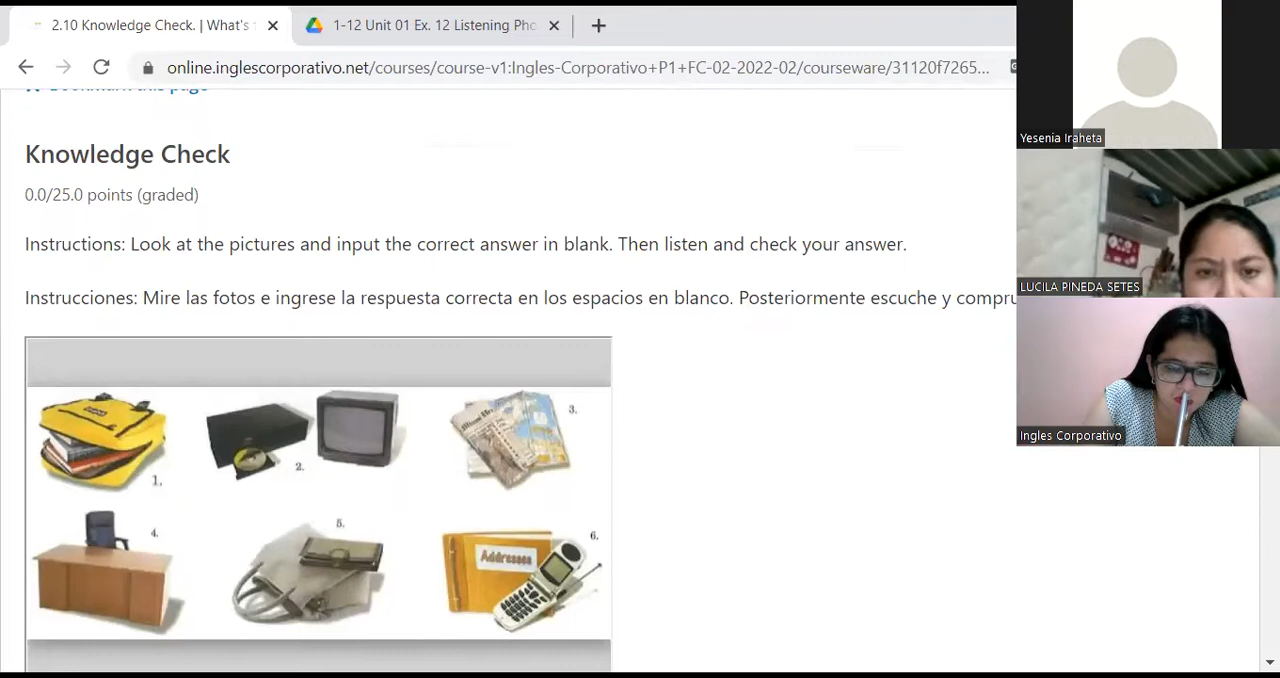 2.10 Knowledge Check. | What's
1-12 Unit 01 Ex. 12 Listening Pho
online.inglescorporativo.net/courses/course-v1:Ingles-Corporativo+P1+FC-02-2022-02/courseware/31120f7265...
Bookmark this page
Knowledge Check
0.0/25.0 points (graded)
Instructions: Look at the pictures and input the correct answer in blank. Then listen and check your answer.
Instrucciones: Mire las fotos e ingrese la respuesta correcta en los espacios en blanco. Posteriormente escuche y compru
1.
2.
3.
4.
5.
6.
Addresses
Yesenia Iraheta
LUCILA PINEDA SETES
Ingles Corporativo